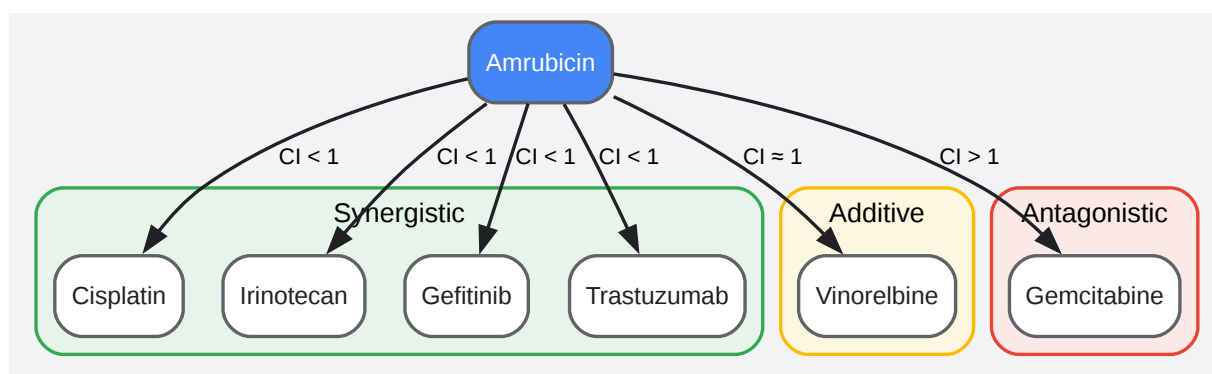 Amrubicin
CI < 1
CI < 1
CI < 1
CI < 1
CI ≈ 1
CI > 1
Synergistic
Additive
Antagonistic
Cisplatin
Irinotecan
Gefitinib
Trastuzumab
Vinorelbine
Gemcitabine